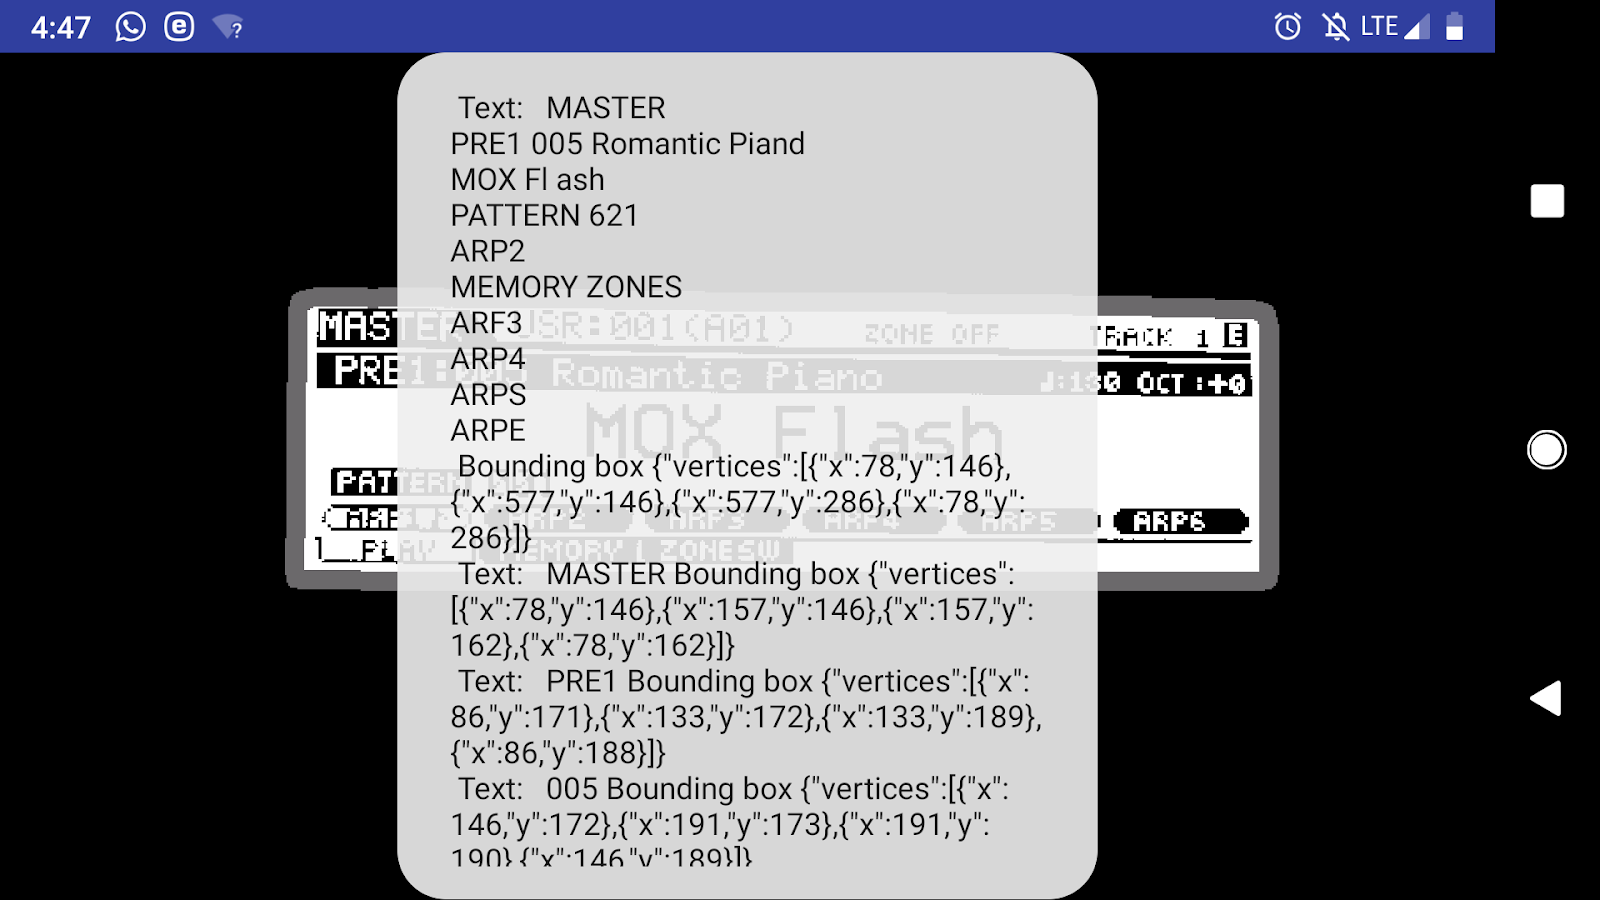 4:47 LTE
Text: MASTER
PRE1 005 Romantic Piand
MOX Fl ash
PATTERN 621
ARP2
MEMORY ZONES
ARF3
ARP4
ARPS
ARPE
Bounding box {"vertices":[{"x":78,"y":146},
{"x":577,"y":146},{"x":577,"y":286},{"x":78,"y":
286}]}
Text: MASTER Bounding box {"vertices":
[{"x":78,"y":146},{"x":157,"y":146},{"x":157,"y":
162},{"x":78,"y":162}]}
Text: PRE1 Bounding box {"vertices":[{"x":
86,"y":171},{"x":133,"y":172},{"x":133,"y":189},
{"x":86,"y":188}]}
Text: 005 Bounding box {"vertices":[{"x":
146,"y":172},{"x":191,"y":173},{"x":191,"y":
190},{"x":146,"y":189}]}
MASTER USR:001(A01) ZONE OFF TRACK 1 E
PRE1:005 Romantic Piano ♩:130 OCT:+0
MOX Flash
PATTERN
ARP2 ARP3 ARP4 ARP5 ARP6
PLAY MEMORY ZONESW